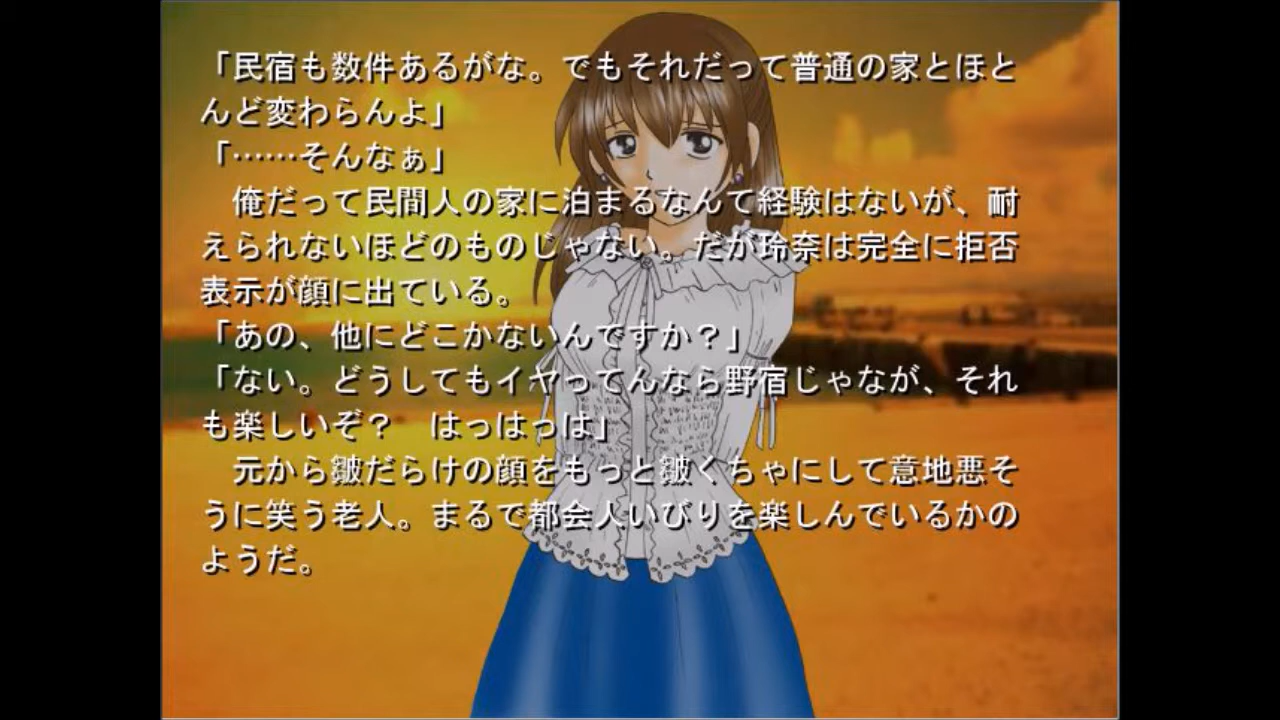 「民宿も数件あるがな。でもそれだって普通の家とほと
んど変わらんよ」
「……そんなぁ」
　俺だって民間人の家に泊まるなんて経験はないが、耐
えられないほどのものじゃない。だが玲奈は完全に拒否
表示が顔に出ている。
「あの、他にどこかないんですか？」
「ない。どうしてもイヤってんなら野宿じゃなが、それ
も楽しいぞ？　はっはっは」
　元から皺だらけの顔をもっと皺くちゃにして意地悪そ
うに笑う老人。まるで都会人いびりを楽しんでいるかの
ようだ。